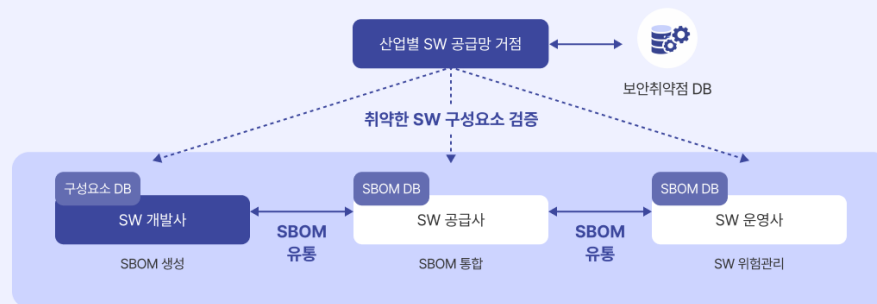 산업별 SW 공급망 거점
보안취약점 DB
취약한 SW 구성요소 검증
구성요소 DB
SW 개발사
SBOM 생성
SBOM
유통
SBOM DB
SW 공급사
SBOM 통합
SBOM
유통
SBOM DB
SW 운영사
SW 위험관리